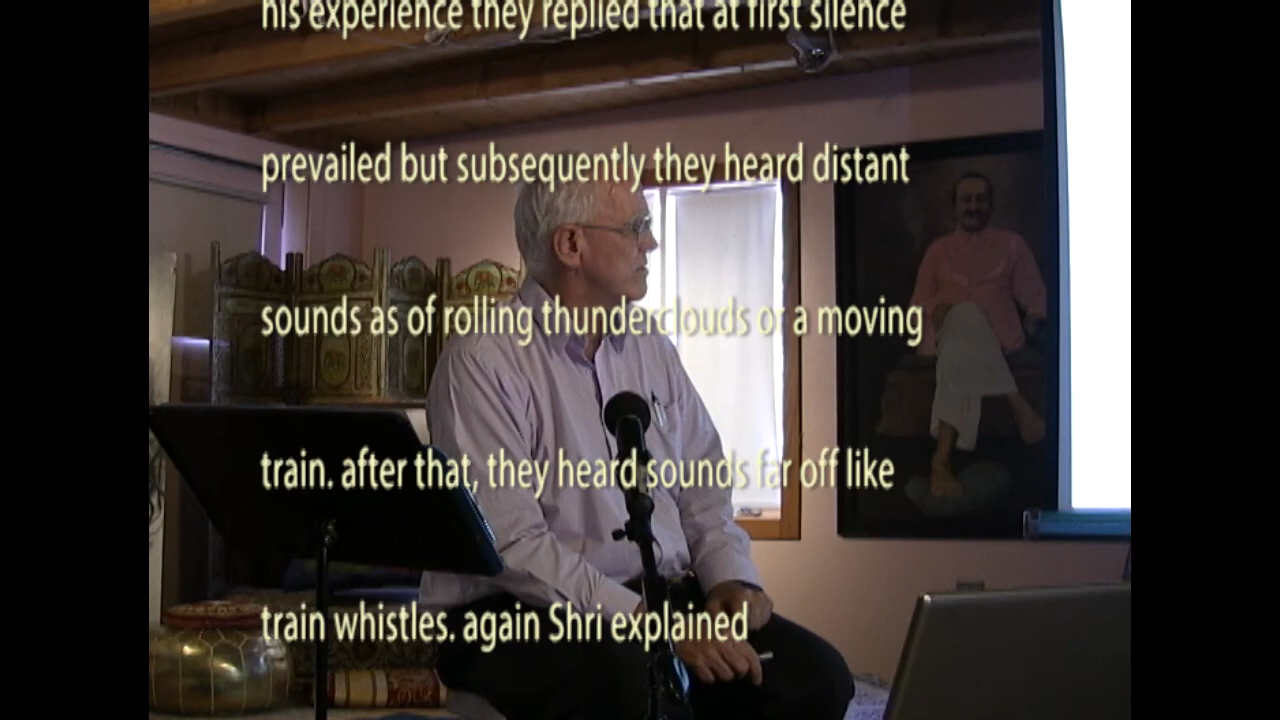 his experience they replied that at first silence
prevailed but subsequently they heard distant
sounds as of rolling thunderclouds or a moving
train. after that, they heard sounds far off like
train whistles. again Shri explained